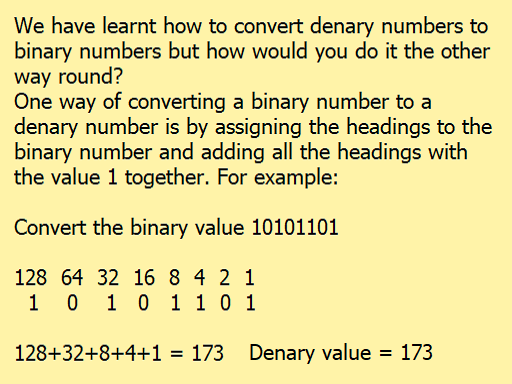 We have learnt how to convert denary numbers to
binary numbers but how would you do it the other
way round?
One way of converting a binary number to a
denary number is by assigning the headings to the
binary number and adding all the headings with
the value 1 together. For example:
Convert the binary value 10101101
128 64 32 16 8 4 2 1
1 0 1 0 1 1 0 1
128+32+8+4+1 = 173 Denary value = 173